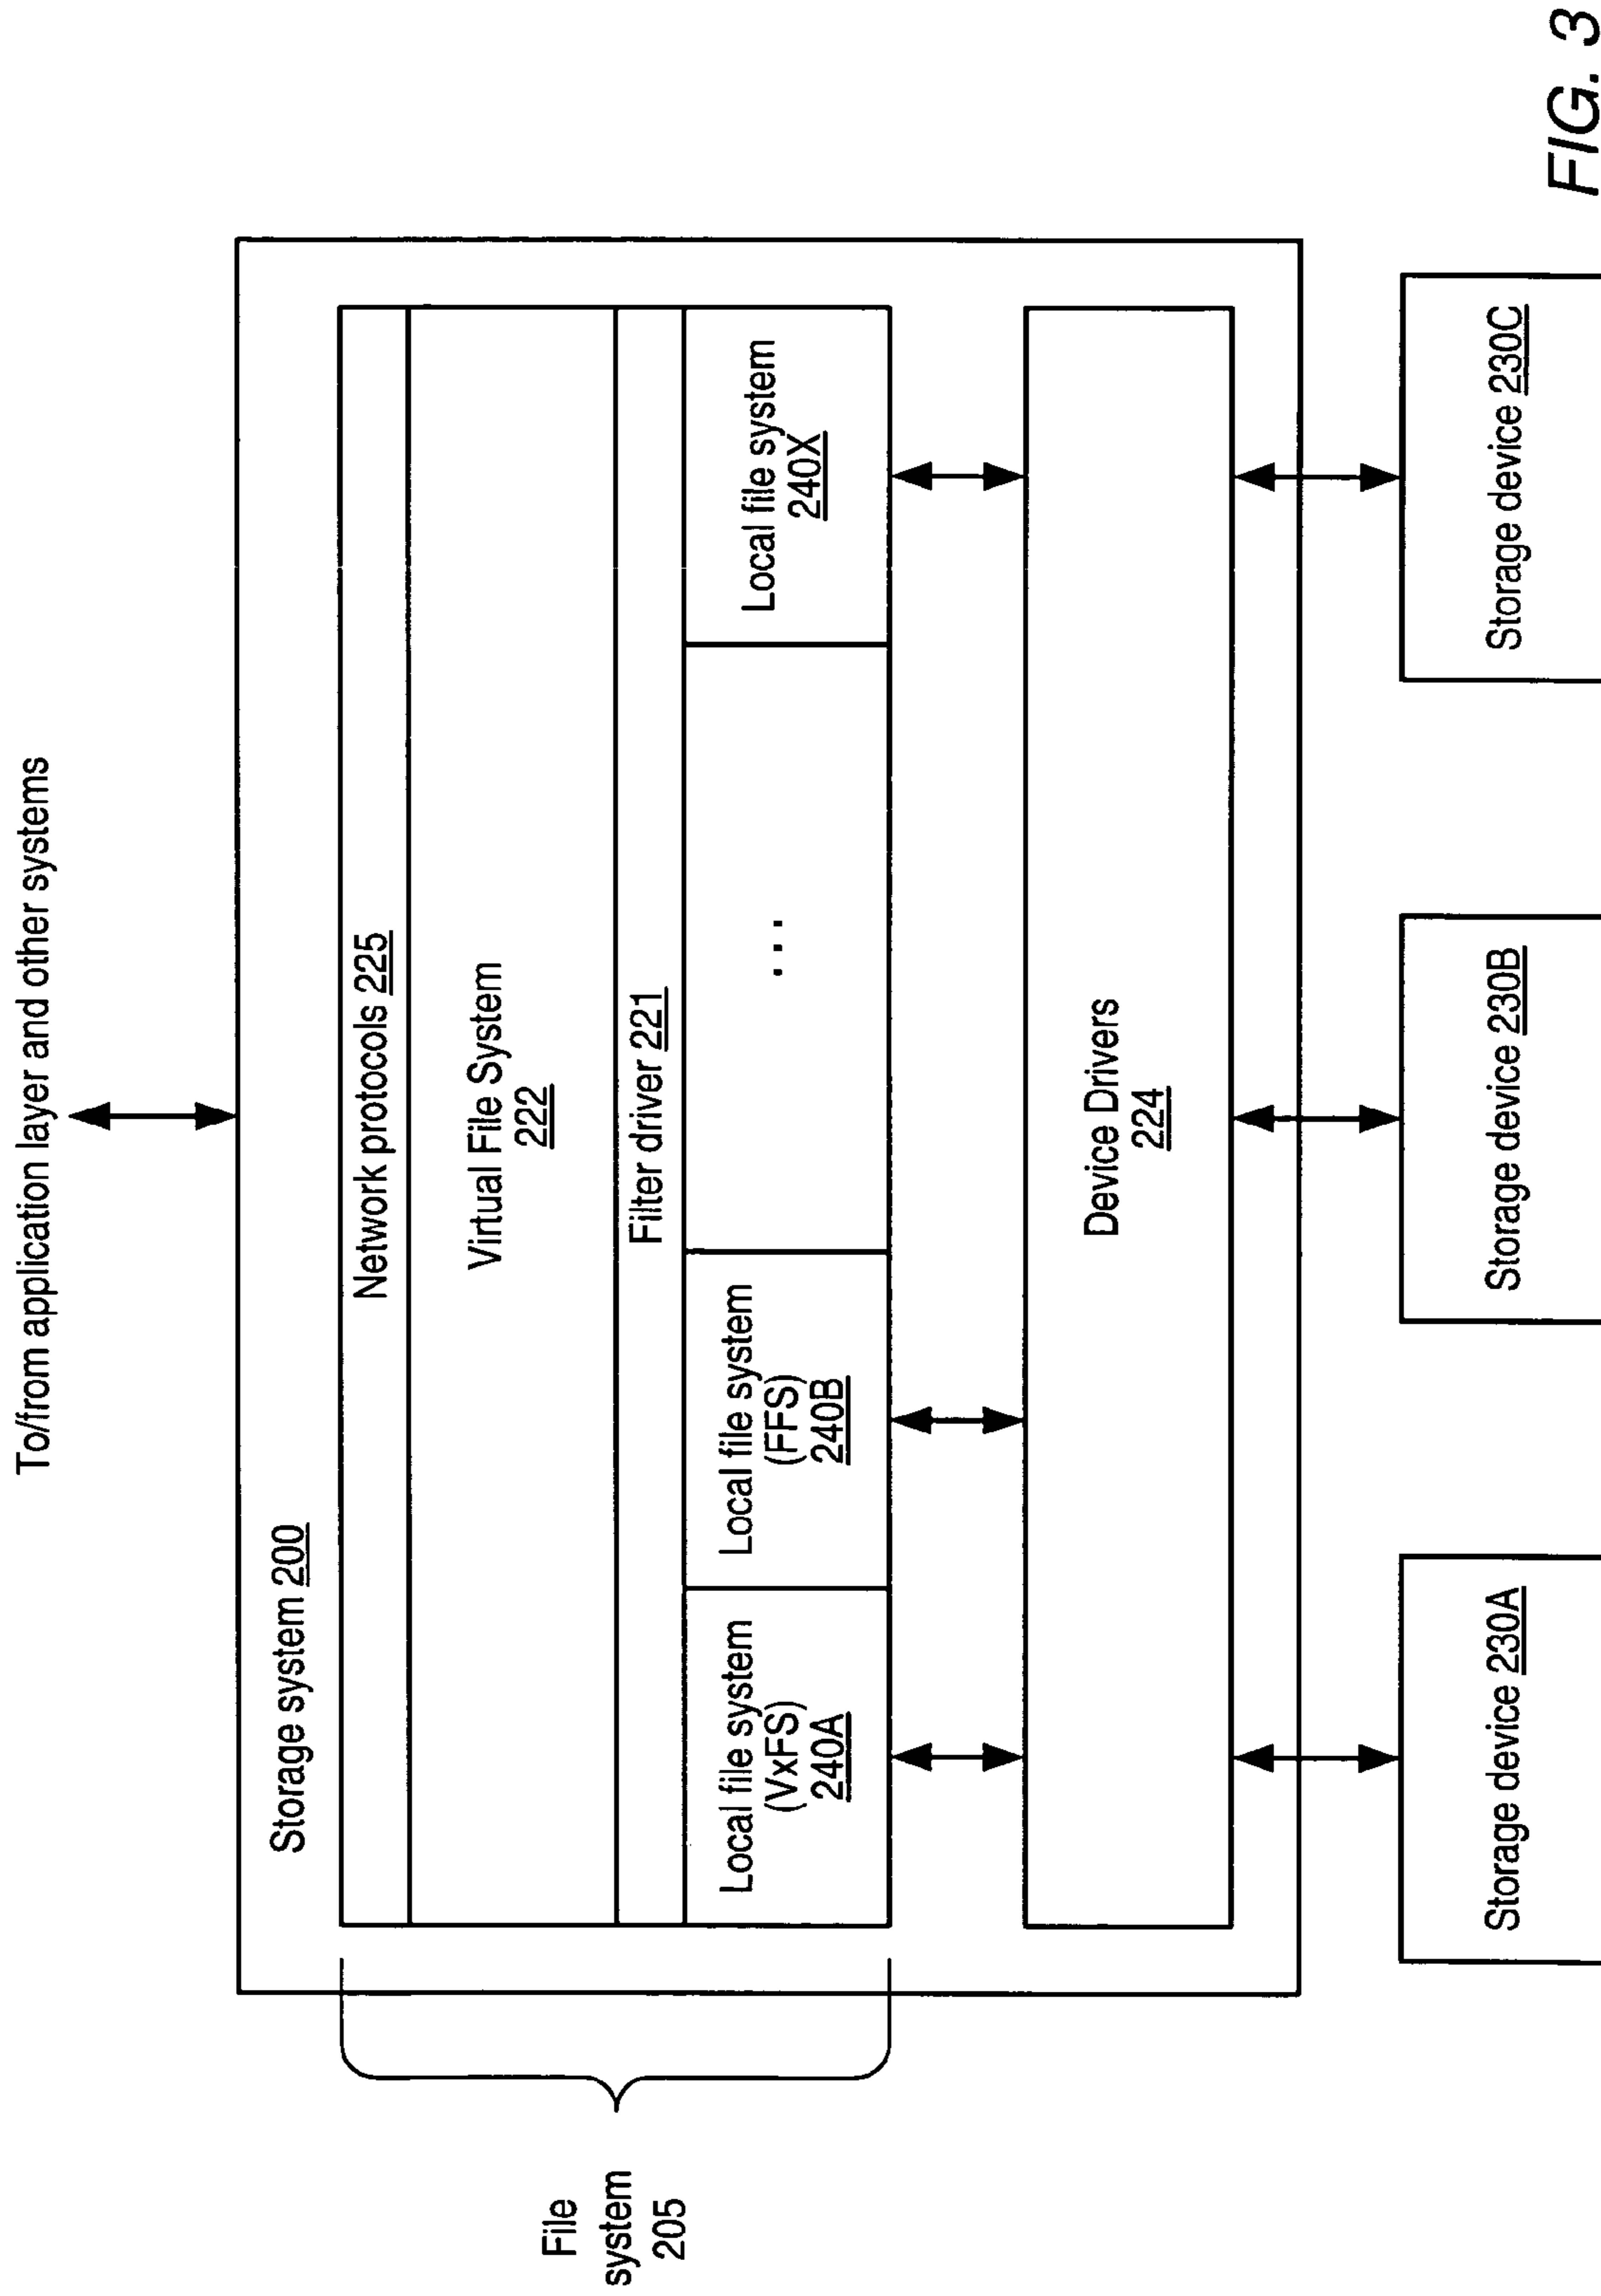 To/from application layer and other systems
Storage system 200
Network protocols 225
Virtual File System
222
Filter driver 221
Local file system
(VxFS)
240A
Local file system
(FFS)
240B
...
Local file system
240X
File
system
205
Device Drivers
224
Storage device 230A
Storage device 230B
Storage device 230C
FIG. 3